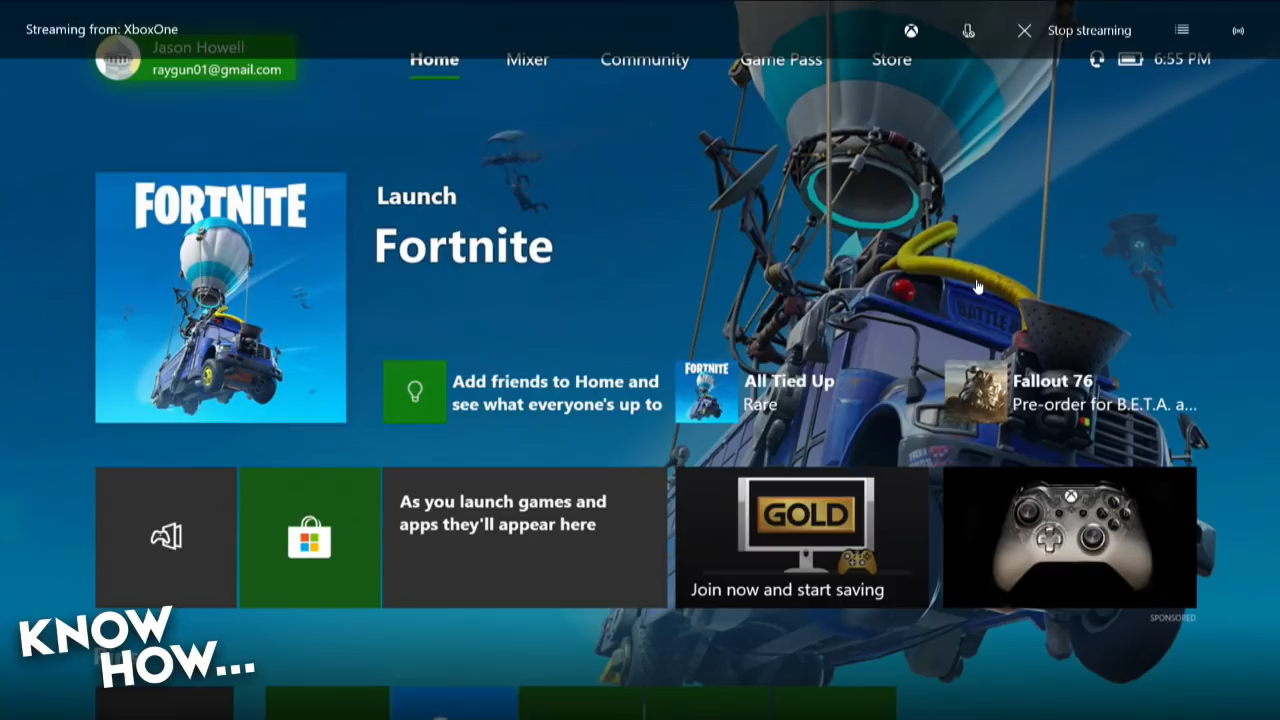 Streaming from: XboxOne
Stop streaming
Jason Howell
raygun01@gmail.com
Home
Mixer
Community
Game Pass
Store
6:55 PM
FORTNITE
Launch
Fortnite
BATTLE
Add friends to Home and
see what everyone's up to
FORTNITE
All Tied Up
Rare
Fallout 76
Pre-order for B.E.T.A. a...
As you launch games and
apps they'll appear here
GOLD
Join now and start saving
SPONSORED
KNOW
HOW...